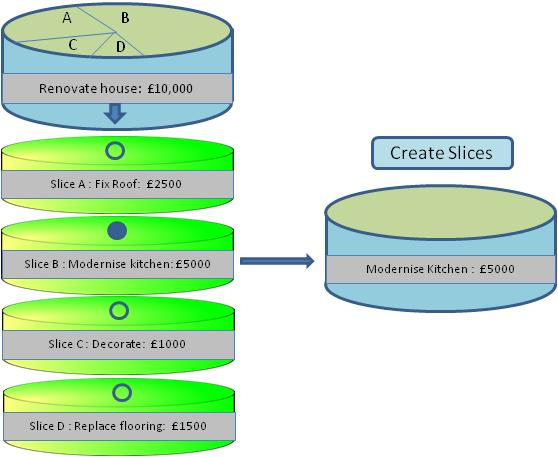 A
B
C
D
Renovate house: £10,000
Slice A : Fix Roof: £2500
Slice B : Modernise kitchen: £5000
Slice C : Decorate: £1000
Slice D : Replace flooring: £1500
Create Slices
Modernise Kitchen : £5000